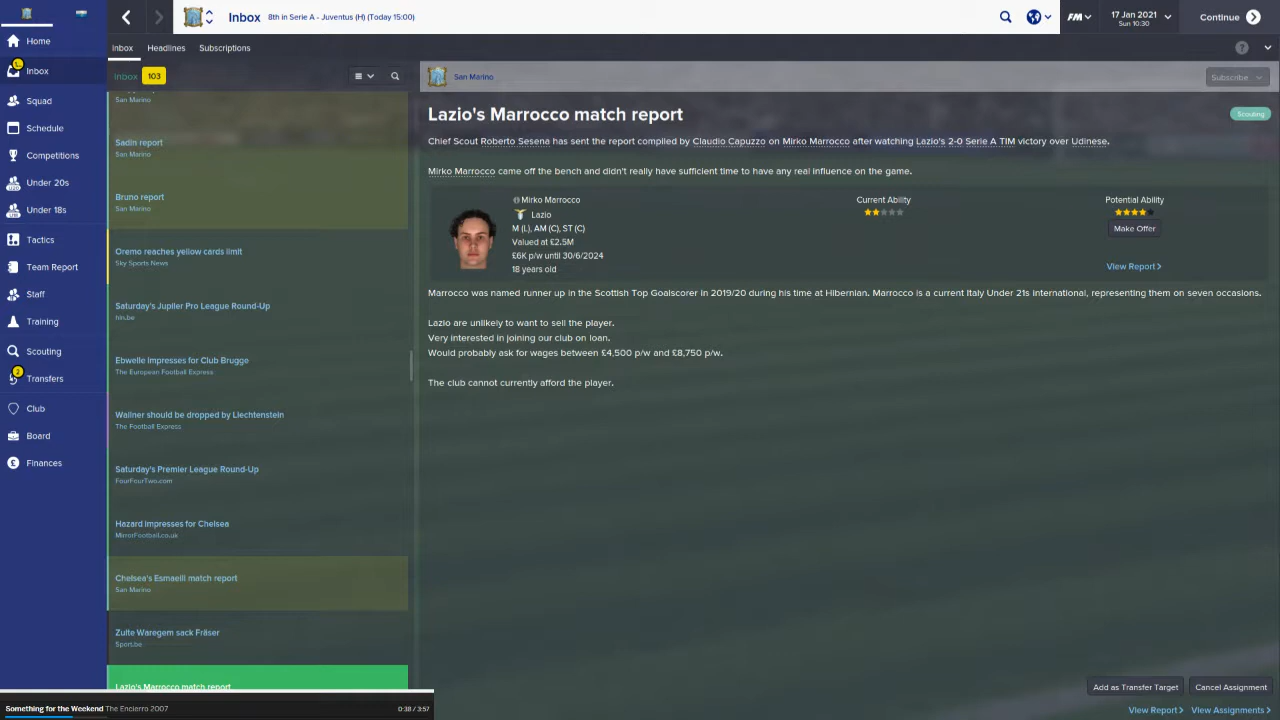 Inbox
8th in Serie A - Juventus (H) (Today 15:00)
FM
17 Jan 2021
Sun 10:30
Continue
Home
Inbox
Squad
Schedule
Competitions
Under 20s
Under 18s
Tactics
Team Report
Staff
Training
Scouting
2
Transfers
Club
Board
Finances
Inbox
Headlines
Subscriptions
Inbox 103
San Marino
Sadin report
San Marino
Bruno report
San Marino
Oremo reaches yellow cards limit
Sky Sports News
Saturday's Jupiler Pro League Round-Up
hln.be
Ebwelle impresses for Club Brugge
The European Football Express
Wallner should be dropped by Liechtenstein
The Football Express
Saturday's Premier League Round-Up
FourFourTwo.com
Hazard impresses for Chelsea
MirrorFootball.co.uk
Chelsea's Esmaeili match report
San Marino
Zulte Waregem sack Fräser
Sport.be
Lazio's Marrocco match report
San Marino
Subscribe
Lazio's Marrocco match report
Scouting
Chief Scout Roberto Sesena has sent the report compiled by Claudio Capuzzo on Mirko Marrocco after watching Lazio's 2-0 Serie A TIM victory over Udinese.
Mirko Marrocco came off the bench and didn't really have sufficient time to have any real influence on the game.
Mirko Marrocco
Lazio
M (L), AM (C), ST (C)
Valued at £2.5M
£6K p/w until 30/6/2024
18 years old
Current Ability
Potential Ability
Make Offer
View Report
Marrocco was named runner up in the Scottish Top Goalscorer in 2019/20 during his time at Hibernian. Marrocco is a current Italy Under 21s international, representing them on seven occasions.
Lazio are unlikely to want to sell the player.
Very interested in joining our club on loan.
Would probably ask for wages between £4,500 p/w and £8,750 p/w.
The club cannot currently afford the player.
Add as Transfer Target
Cancel Assignment
View Report
View Assignments
Something for the Weekend The Encierro 2007
0:38 / 3:57